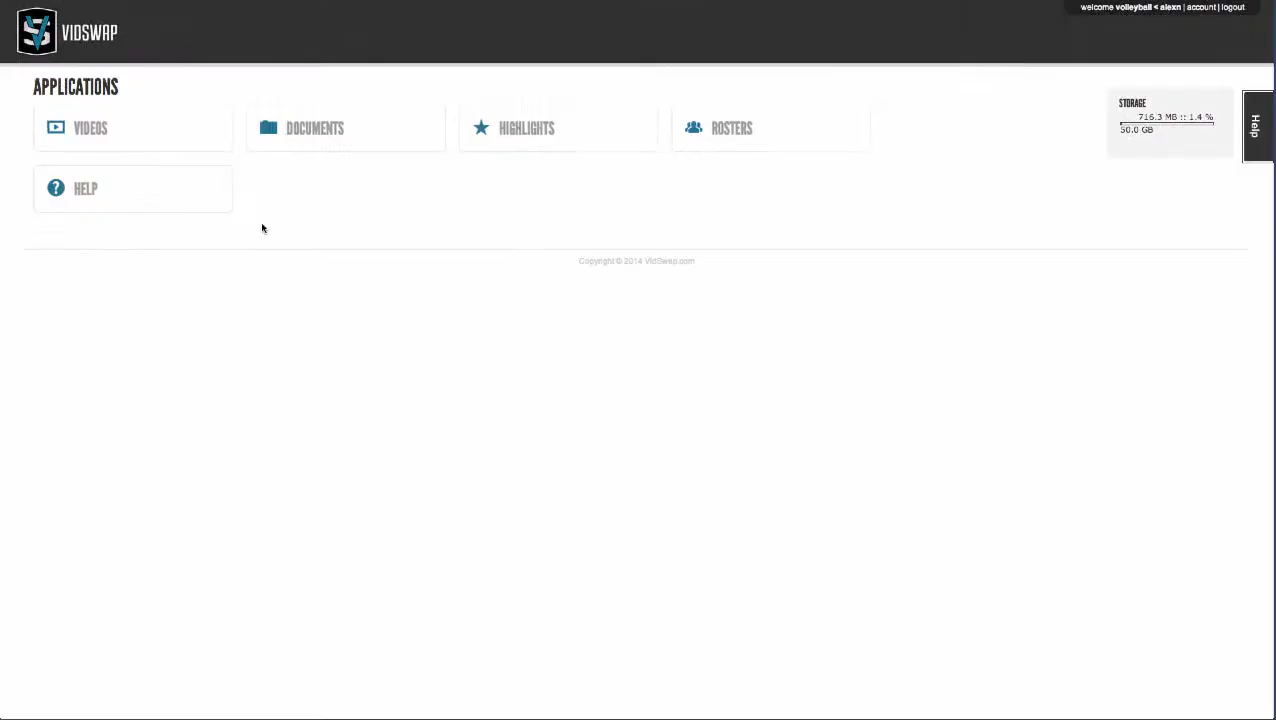 welcome volleyball < alexn | account | logout
VIDSWAP
APPLICATIONS
VIDEOS
DOCUMENTS
HIGHLIGHTS
ROSTERS
HELP
STORAGE
716.3 MB :: 1.4 %
50.0 GB
Help
Copyright © 2014 VidSwap.com